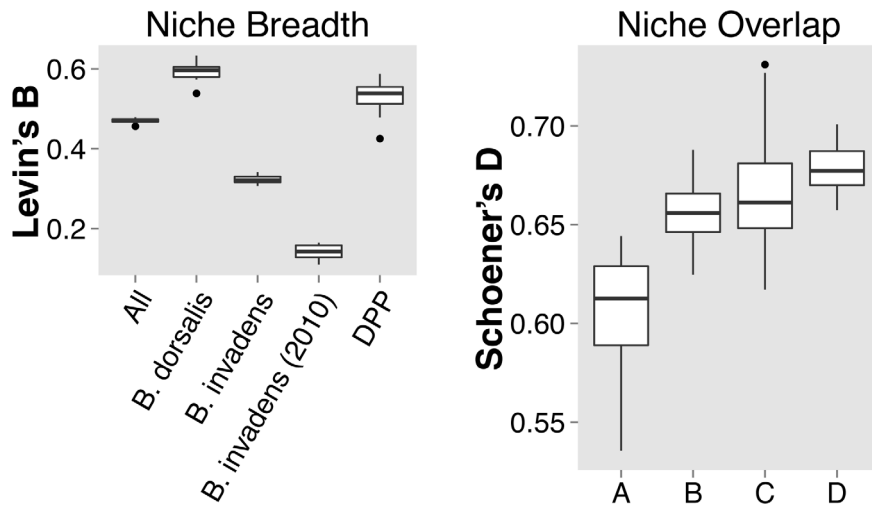 Niche Breadth
Levin's B
0.6
0.4
0.2
All
B. dorsalis
B. invadens
B. invadens (2010)
DPP
Niche Overlap
Schoener's D
0.70
0.65
0.60
0.55
A
B
C
D